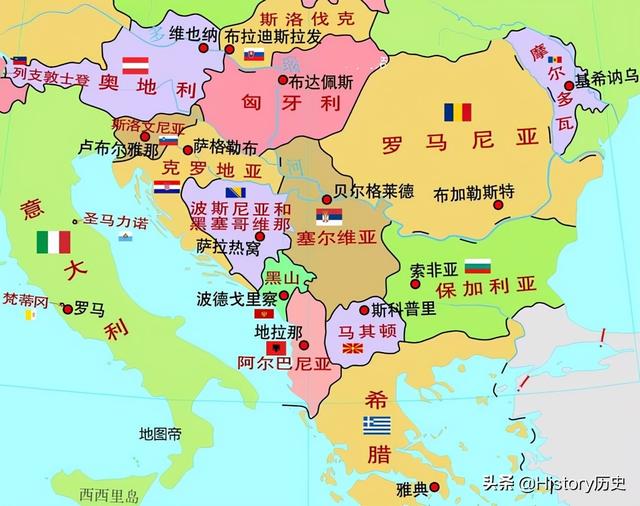 斯洛伐克
多
维也纳
布拉迪斯拉发
瑙
摩尔多瓦
列支敦士登
奥地利
布达佩斯
基希讷乌
匈牙利
罗马尼亚
斯洛文尼亚
卢布尔雅那
萨格勒布
河
克罗地亚
意大利
波斯尼亚和
黑塞哥维那
贝尔格莱德
布加勒斯特
圣马力诺
塞尔维亚
萨拉热窝
索非亚
保加利亚
黑山
梵蒂冈
罗马
波德戈里察
斯科普里
地拉那
马其顿
阿尔巴尼亚
希腊
地图帝
西西里岛
雅典
头条 @History历史